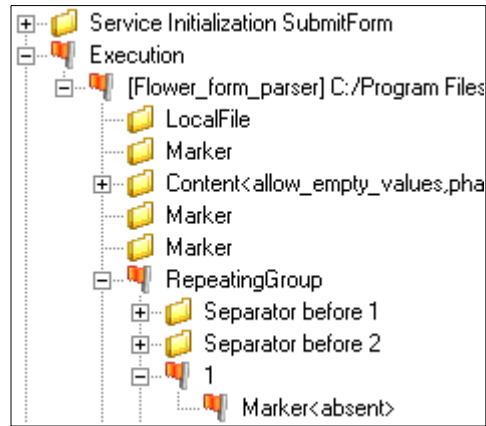 Service Initialization SubmitForm
Execution
[Flower_form_parser] C:/Program Files
LocalFile
Marker
Content<allow_empty_values,pha
Marker
Marker
RepeatingGroup
Separator before 1
Separator before 2
1
Marker<absent>